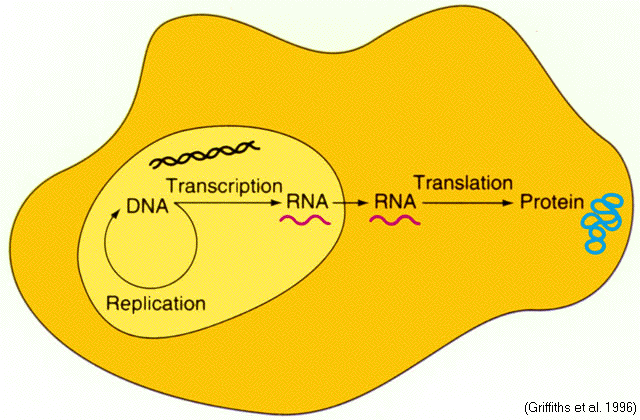 Transcription
Translation
DNA
RNA
RNA
Protein
Replication
(Griffiths et al. 1996)